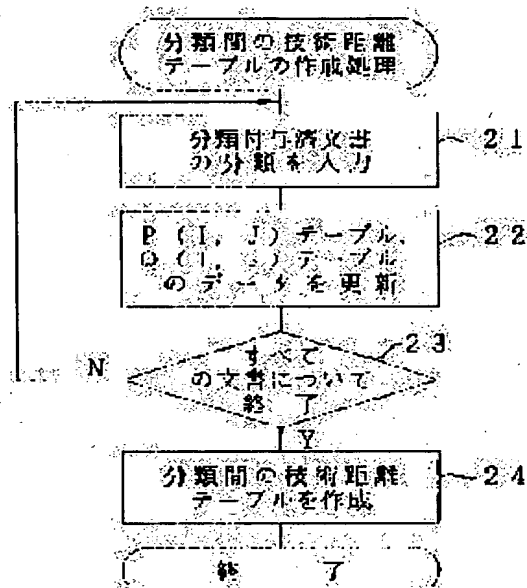 分類間の技術距離
テーブルの作成処理
分類付与済文書
の分類を入力
21
P(I, J)テーブル,
Q(I, J)テーブル
のデータを更新
22
すべて
の文書について
終 了
23
N
Y
分類間の技術距離
テーブルを作成
24
終 了